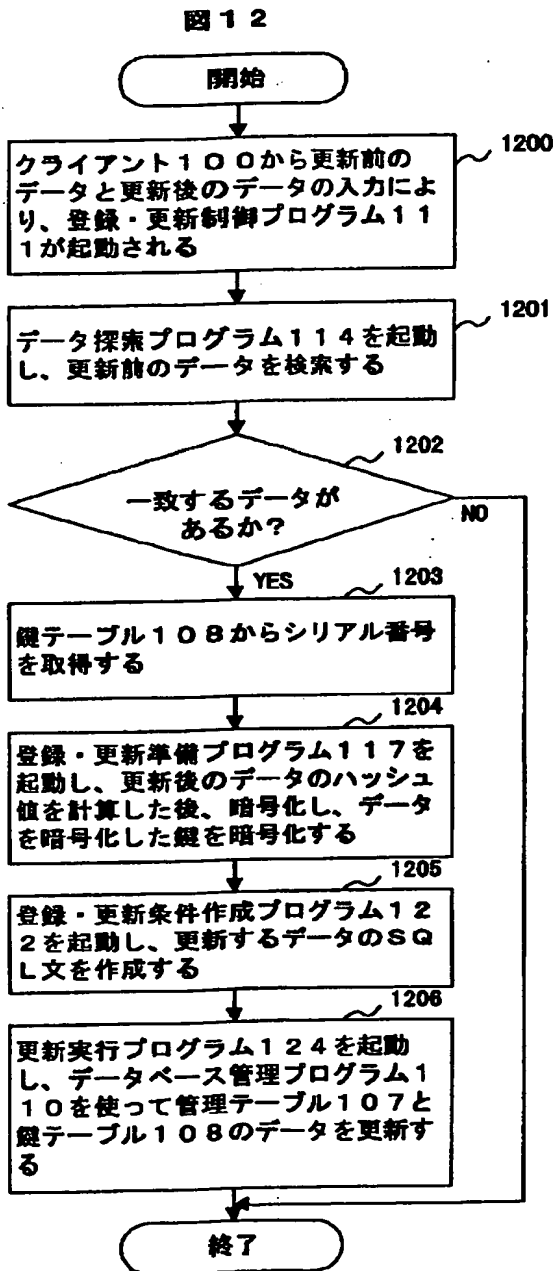 図12
開始
1200
クライアント100から更新前の
データと更新後のデータの入力によ
り、登録・更新制御プログラム11
1が起動される
1201
データ探索プログラム114を起動
し、更新前のデータを検索する
1202
一致するデータが
あるか?
NO
YES
1203
鍵テーブル108からシリアル番号
を取得する
1204
登録・更新準備プログラム117を
起動し、更新後のデータのハッシュ
値を計算した後、暗号化し、データ
を暗号化した鍵を暗号化する
1205
登録・更新条件作成プログラム12
2を起動し、更新するデータのSQ
L文を作成する
1206
更新実行プログラム124を起動
し、データベース管理プログラム1
10を使って管理テーブル107と
鍵テーブル108のデータを更新す
る
終了